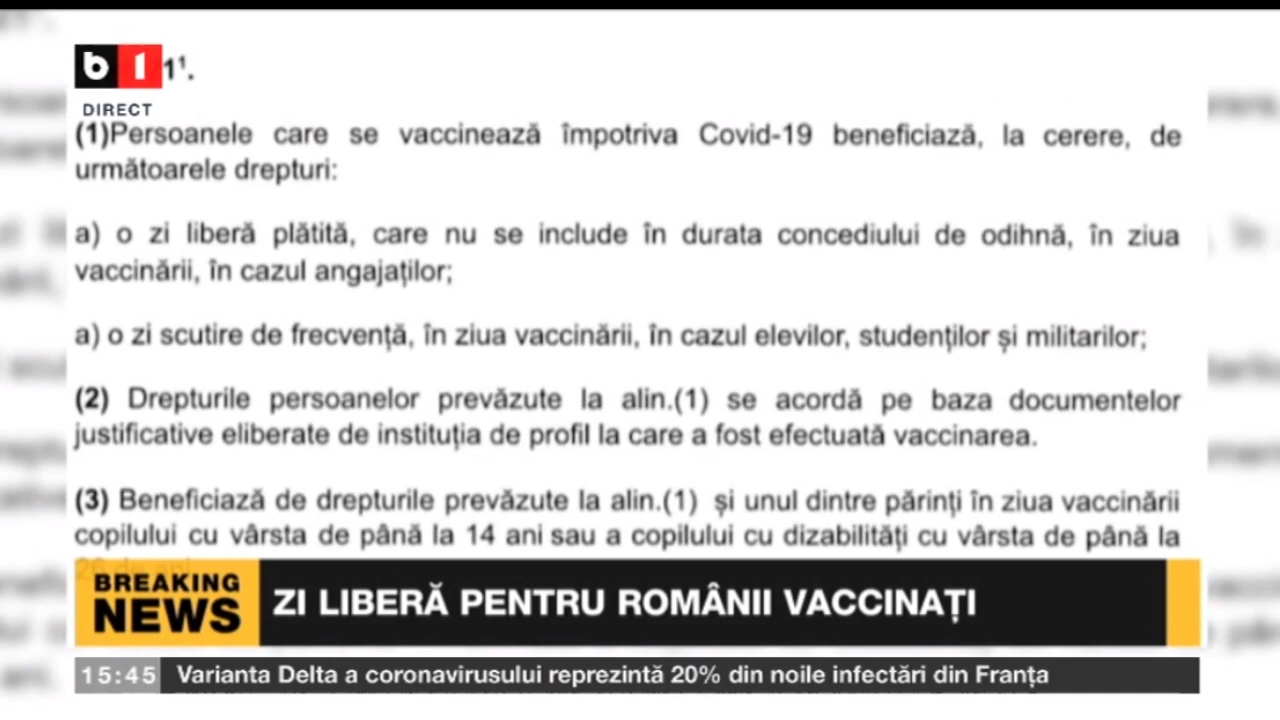 b 1
1¹.
DIRECT
(1)Persoanele care se vaccinează împotriva Covid-19 beneficiază, la cerere, de
următoarele drepturi:
a) o zi liberă plătită, care nu se include în durata concediului de odihnă, în ziua
vaccinării, în cazul angajaților;
a) o zi scutire de frecvență, în ziua vaccinării, în cazul elevilor, studenților și militarilor;
(2) Drepturile persoanelor prevăzute la alin.(1) se acordă pe baza documentelor
justificative eliberate de instituția de profil la care a fost efectuată vaccinarea.
(3) Beneficiază de drepturile prevăzute la alin.(1) și unul dintre părinți în ziua vaccinării
copilului cu vârsta de până la 14 ani sau a copilului cu dizabilități cu vârsta de până la
26 de ani
BREAKING
NEWS
ZI LIBERĂ PENTRU ROMÂNII VACCINAȚI
15:45 Varianta Delta a coronavirusului reprezintă 20% din noile infectări din Franța